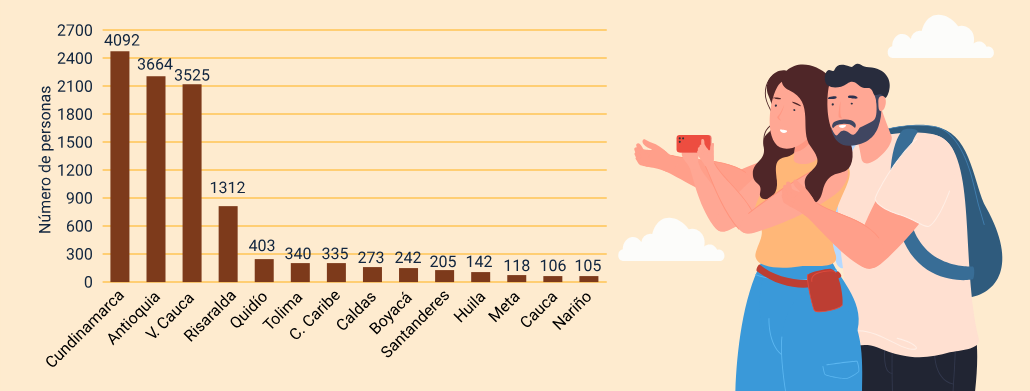 Número de personas
2700
2400
2100
1800
1500
1200
900
600
300
0
4092
3664
3525
1312
403
340
335
273
242
205
142
118
106
105
Cundinamarca
Antioquia
V. Cauca
Risaralda
Quidio
Tolima
C. Caribe
Caldas
Boyacá
Santanderes
Huila
Meta
Cauca
Nariño